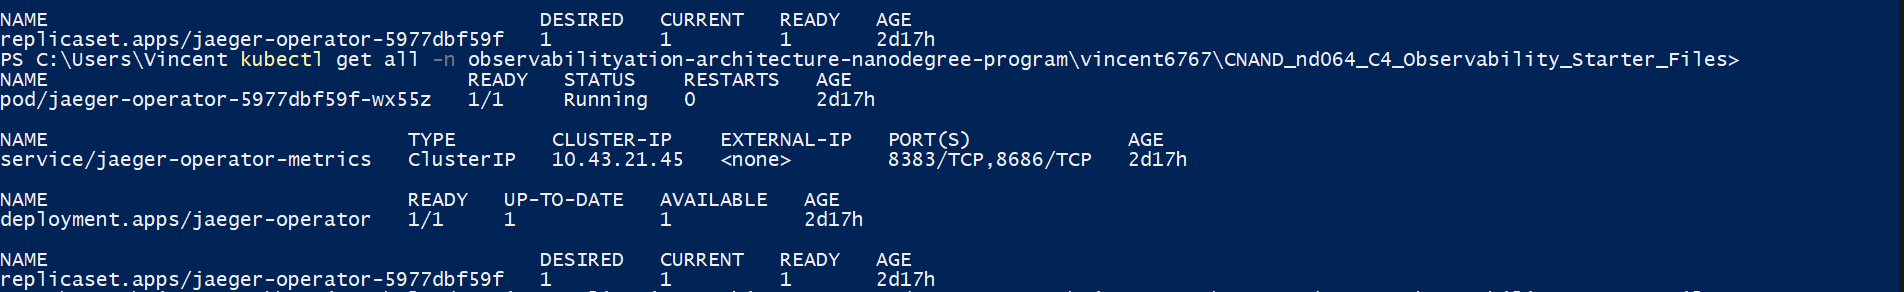 NAME DESIRED CURRENT READY AGE
replicaset.apps/jaeger-operator-5977dbf59f 1 1 1 2d17h
PS C:\Users\Vincent kubectl get all -n observabilityation-architecture-nanodegree-program\vincent6767\CNAND_nd064_C4_Observability_Starter_Files>
NAME READY STATUS RESTARTS AGE
pod/jaeger-operator-5977dbf59f-wx55z 1/1 Running 0 2d17h
NAME TYPE CLUSTER-IP EXTERNAL-IP PORT(S) AGE
service/jaeger-operator-metrics ClusterIP 10.43.21.45 <none> 8383/TCP,8686/TCP 2d17h
NAME READY UP-TO-DATE AVAILABLE AGE
deployment.apps/jaeger-operator 1/1 1 1 2d17h
NAME DESIRED CURRENT READY AGE
replicaset.apps/jaeger-operator-5977dbf59f 1 1 1 2d17h